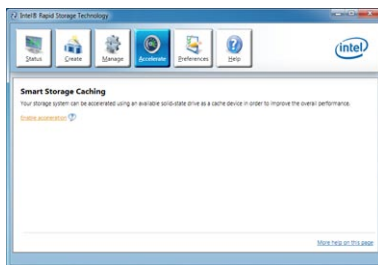 Intel® Rapid Storage Technology
Status
Create
Manage
Accelerate
Preferences
Help
intel
Smart Storage Caching
Your storage system can be accelerated using an available solid-state drive as a cache device in order to improve the overall performance.
Enable acceleration ?
More help on this page